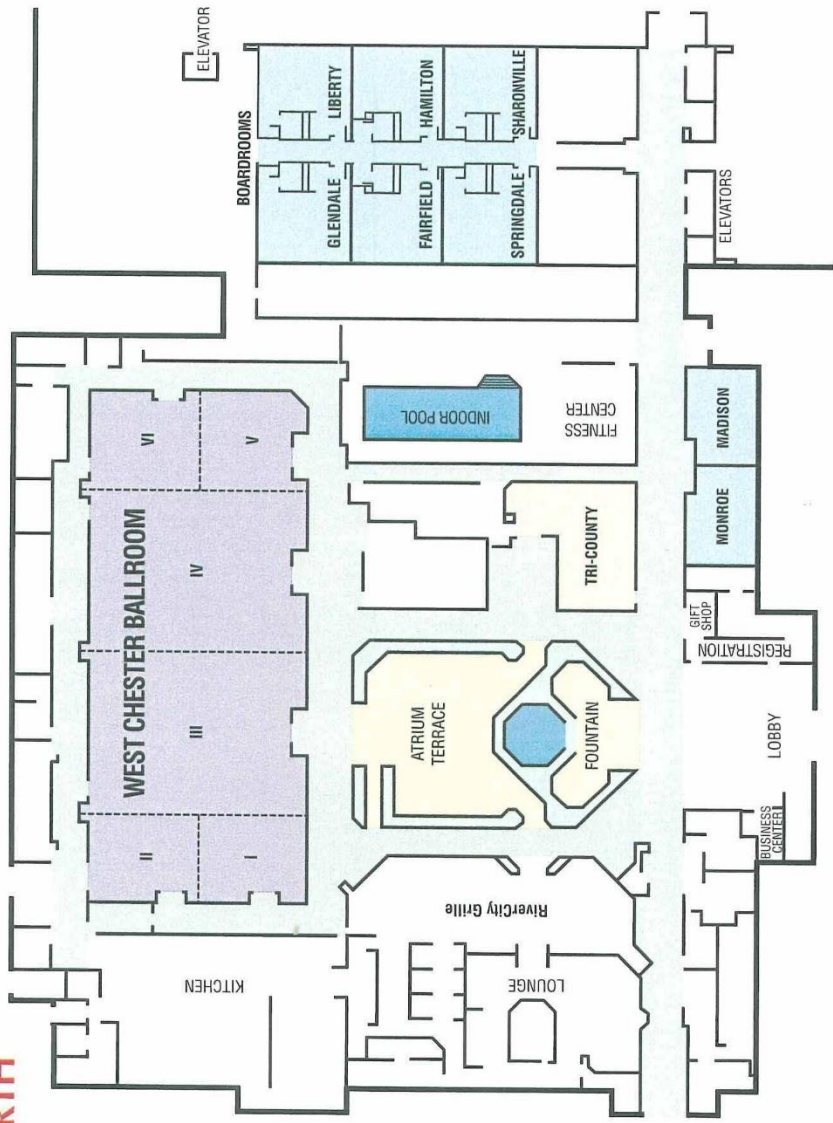 ELEVATOR
BOARDROOMS
GLENDALE
LIBERTY
FAIRFIELD
HAMILTON
SPRINGDALE
SHARONVILLE
ELEVATORS
WEST CHESTER BALLROOM
I
II
III
IV
V
VI
INDOOR POOL
FITNESS
CENTER
TRI-COUNTY
MONROE
MADISON
GIFT
SHOP
REGISTRATION
ATRIUM
TERRACE
FOUNTAIN
LOBBY
BUSINESS
CENTER
RiverCity Grille
LOUNGE
KITCHEN